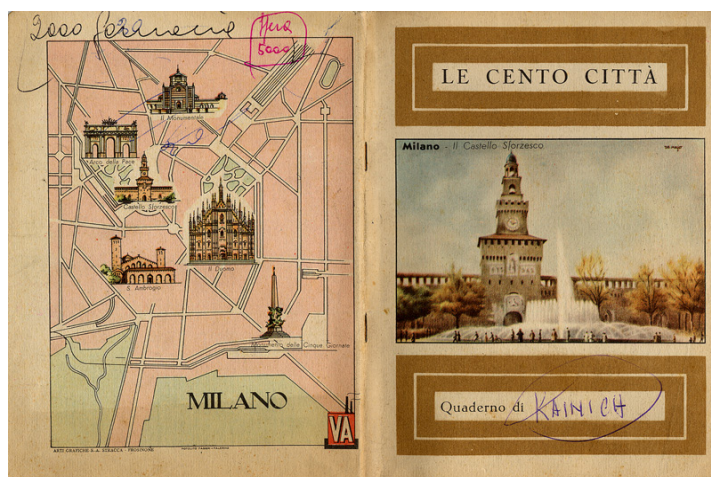 2000
5000
Il Monumentale
Arco della Pace
Castello Sforzesco
Il Duomo
S. Ambrogio
Monumento delle Cinque Giornate
MILANO
VA
ARTI GRAFICHE S.A. STRACCA - FROSINONE
LE CENTO CITTÀ
Milano - Il Castello Sforzesco
Quaderno di KAINICH